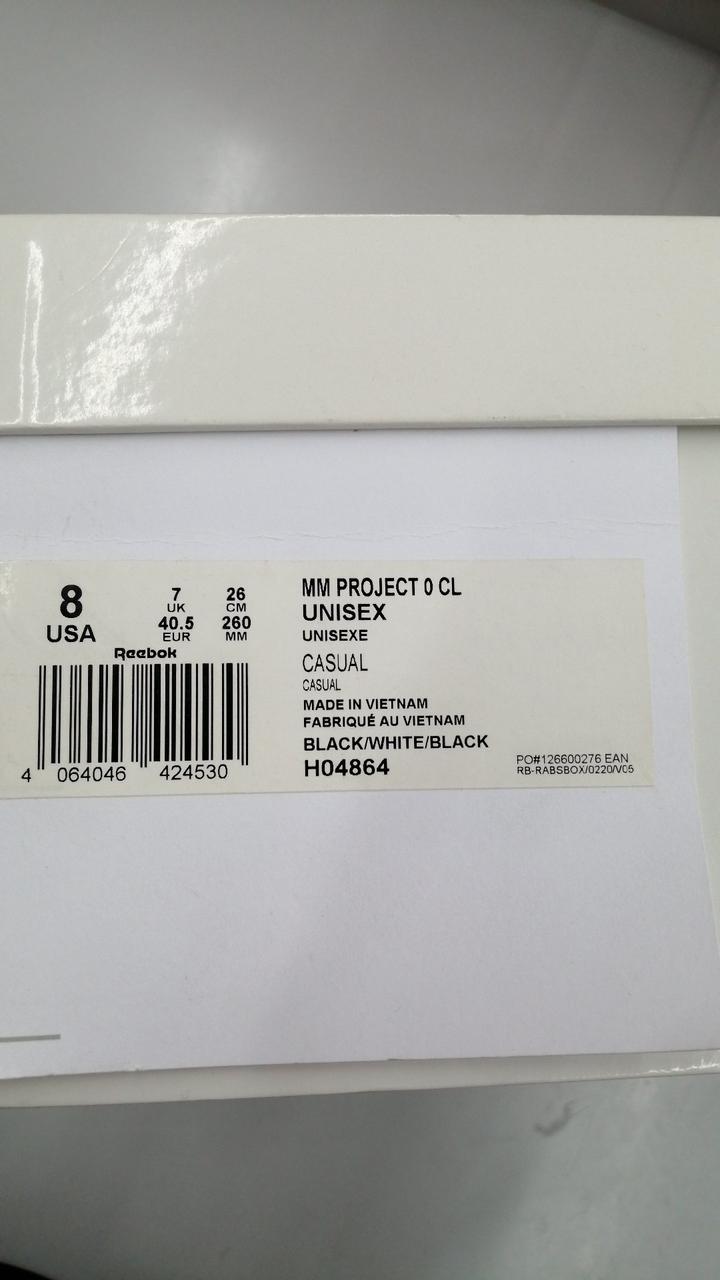 8
USA
7
UK
40.5
EUR
26
CM
260
MM
Reebok
4 064046 424530
MM PROJECT 0 CL
UNISEX
UNISEXE
CASUAL
CASUAL
MADE IN VIETNAM
FABRIQUÉ AU VIETNAM
BLACK/WHITE/BLACK
H04864
PO#126600276 EAN
RB-RABSBOX/0220/V05